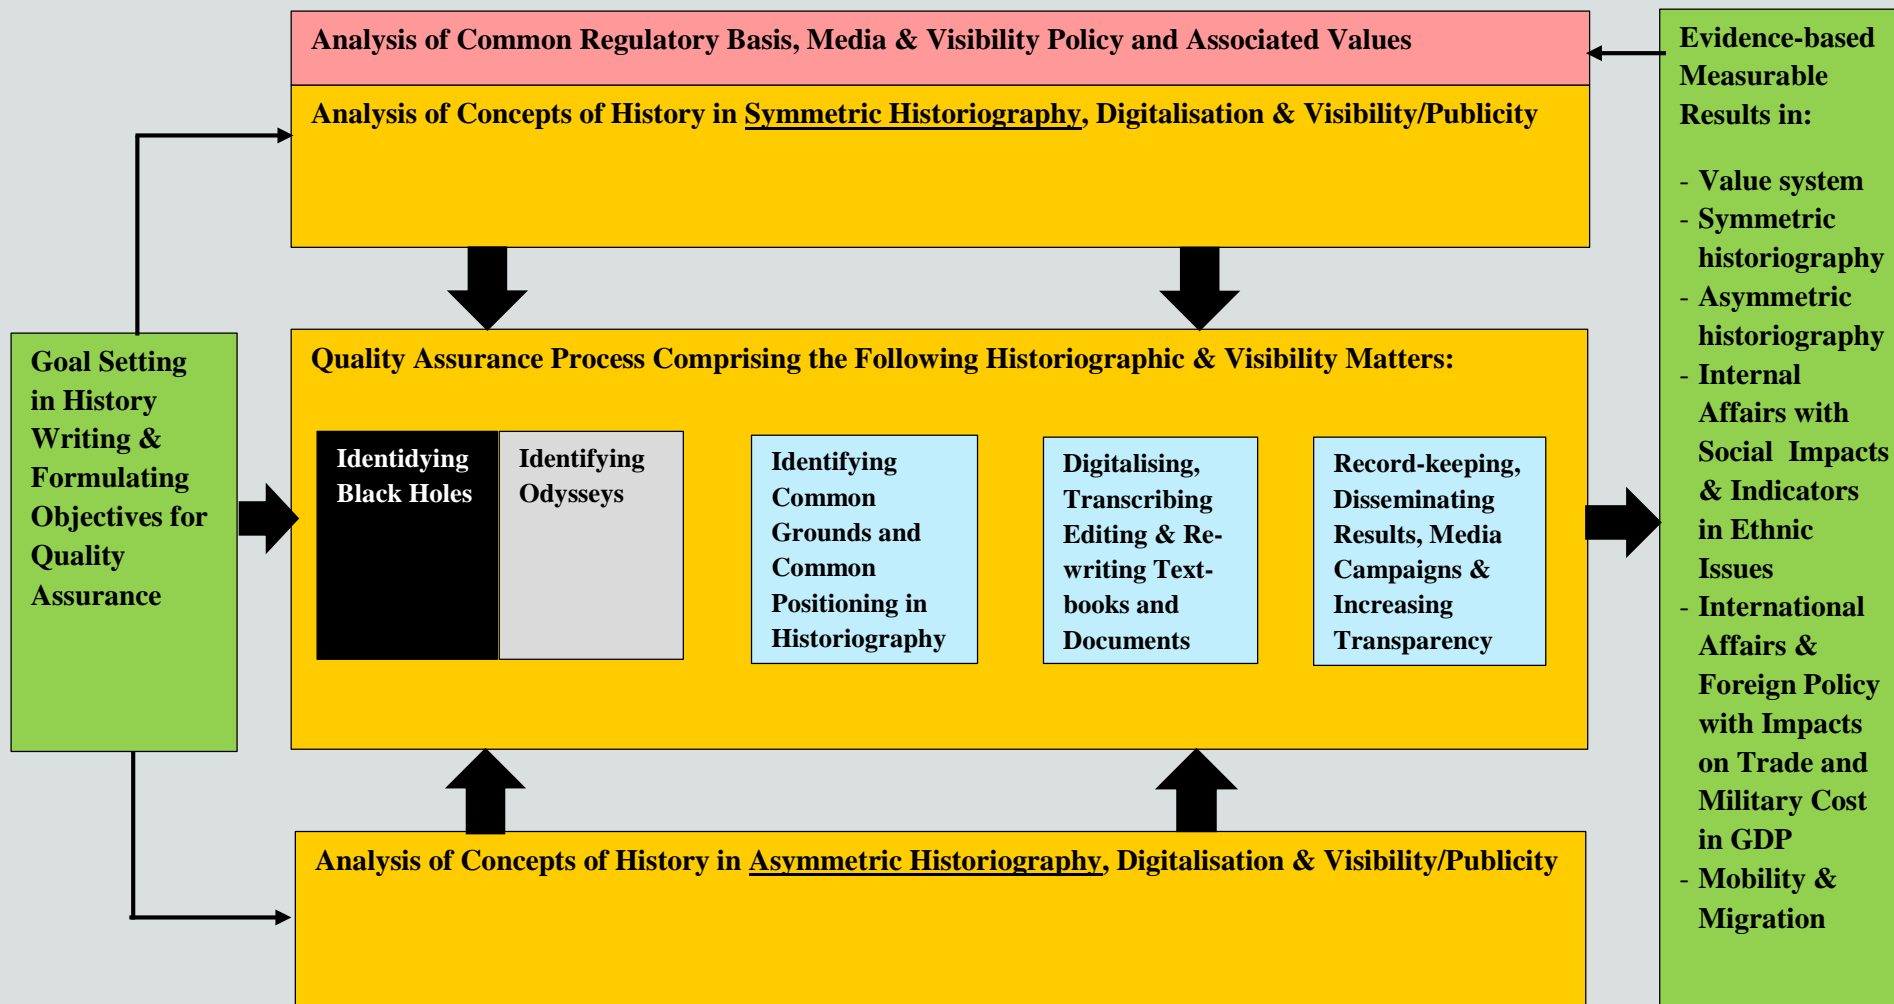 Analysis of Common Regulatory Basis, Media & Visibility Policy and Associated Values
Analysis of Concepts of History in Symmetric Historiography, Digitalisation & Visibility/Publicity
Goal Setting
in History
Writing &
Formulating
Objectives for
Quality
Assurance
Quality Assurance Process Comprising the Following Historiographic & Visibility Matters:
Identidying
Black Holes
Identifying
Odysseys
Identifying
Common
Grounds and
Common
Positioning in
Historiography
Digitalising,
Transcribing
Editing & Re-
writing Text-
books and
Documents
Record-keeping,
Disseminating
Results, Media
Campaigns &
Increasing
Transparency
Analysis of Concepts of History in Asymmetric Historiography, Digitalisation & Visibility/Publicity
Evidence-based
Measurable
Results in:
- Value system
- Symmetric
historiography
- Asymmetric
historiography
- Internal
Affairs with
Social Impacts
& Indicators
in Ethnic
Issues
- International
Affairs &
Foreign Policy
with Impacts
on Trade and
Military Cost
in GDP
- Mobility &
Migration